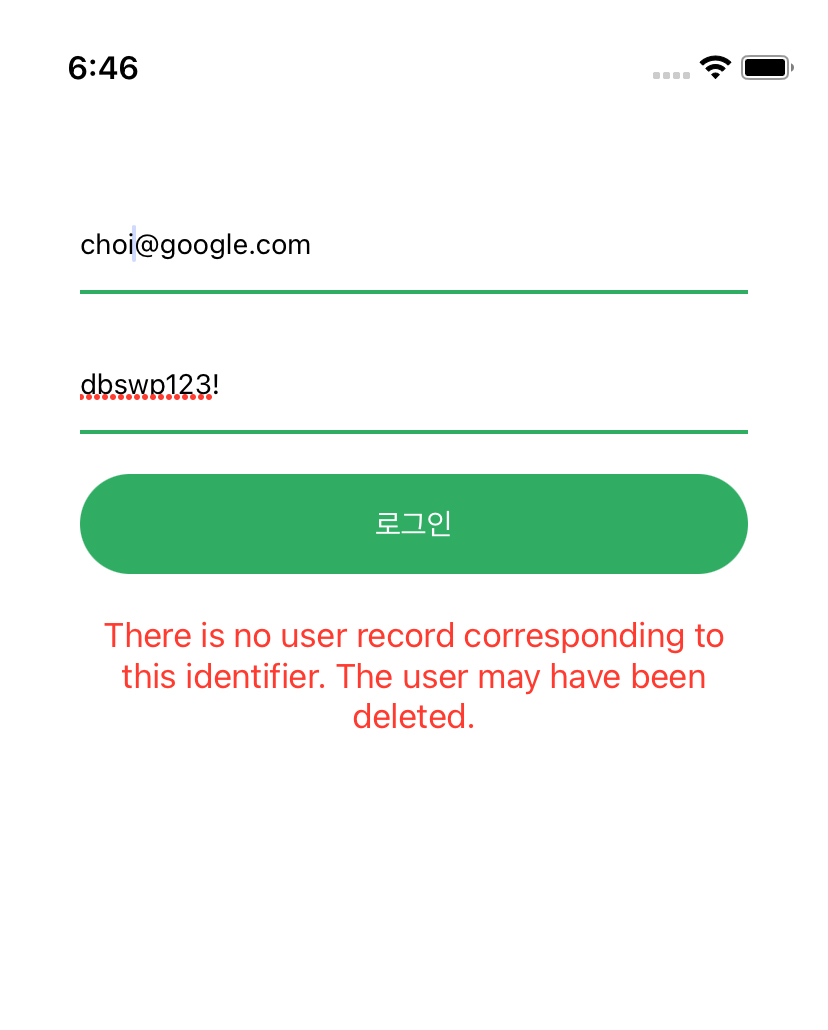 6:46
choi@google.com
dbswp123!
로그인
There is no user record corresponding to
this identifier. The user may have been
deleted.